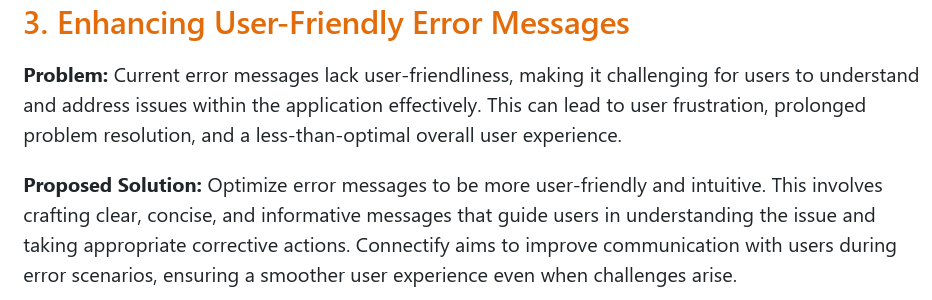 3. Enhancing User-Friendly Error Messages
Problem: Current error messages lack user-friendliness, making it challenging for users to understand
and address issues within the application effectively. This can lead to user frustration, prolonged
problem resolution, and a less-than-optimal overall user experience.
Proposed Solution: Optimize error messages to be more user-friendly and intuitive. This involves
crafting clear, concise, and informative messages that guide users in understanding the issue and
taking appropriate corrective actions. Connectify aims to improve communication with users during
error scenarios, ensuring a smoother user experience even when challenges arise.